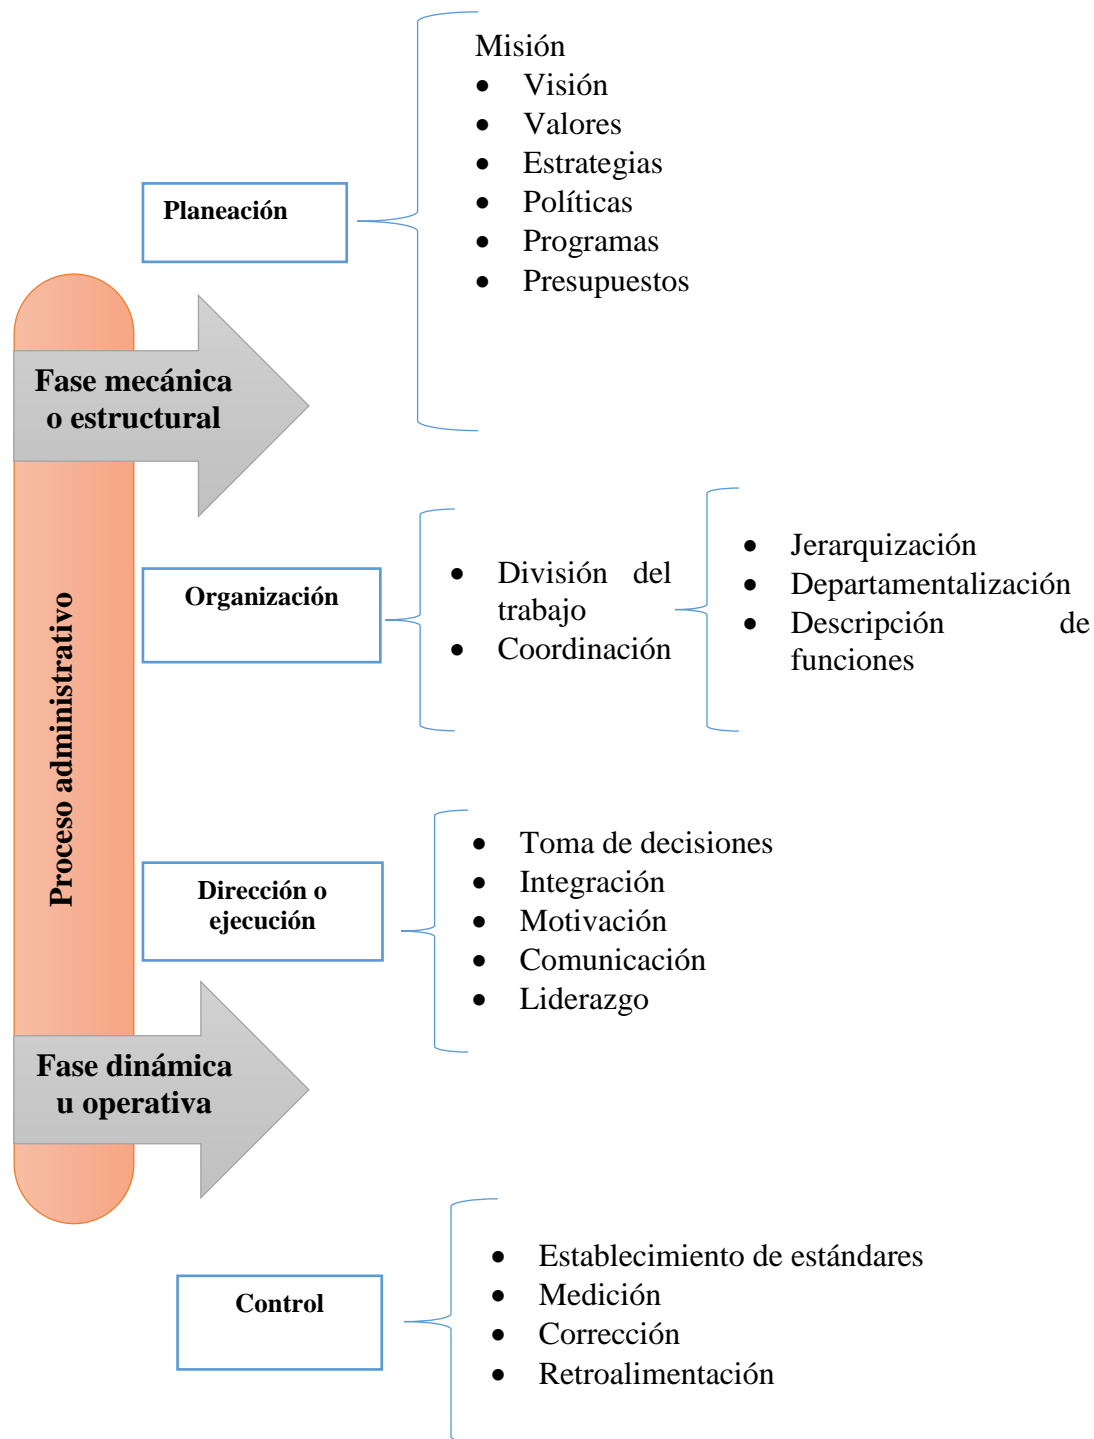 Misión
• Visión
• Valores
• Estrategias
• Políticas
• Programas
• Presupuestos
Planeación
Fase mecánica
o estructural
Proceso administrativo
Organización
• División del
trabajo
• Coordinación
• Jerarquización
• Departamentalización
• Descripción de
funciones
Dirección o
ejecución
• Toma de decisiones
• Integración
• Motivación
• Comunicación
• Liderazgo
Fase dinámica
u operativa
Control
• Establecimiento de estándares
• Medición
• Corrección
• Retroalimentación